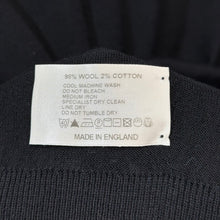 98% WOOL 2% COTTON
COOL MACHINE WASH
DO NOT BLEACH
MEDIUM IRON
SPECIALIST DRY CLEAN
LINE DRY
DO NOT TUMBLE DRY
MADE IN ENGLAND